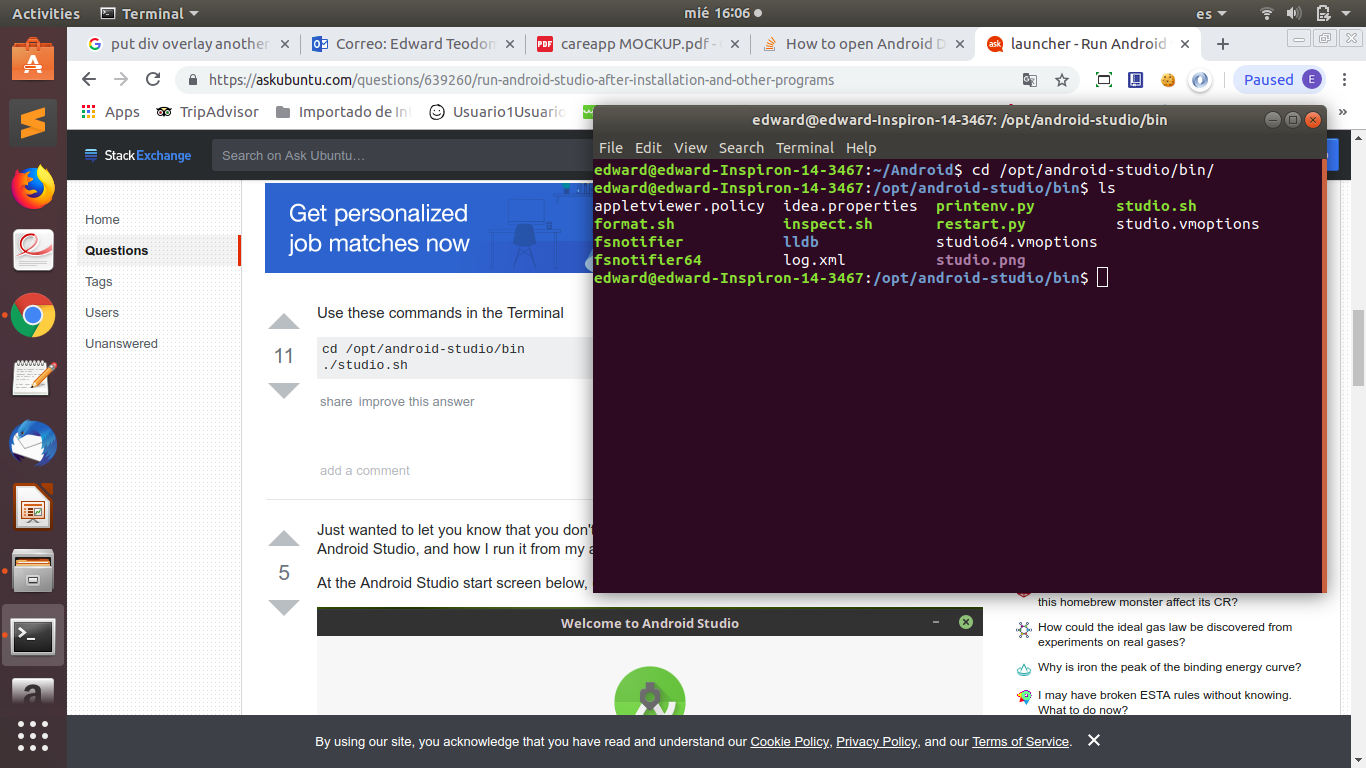 Activities
Terminal
mié 16:06
es
put div overlay another
Correo: Edward Teodon
PDF
careapp MOCKUP.pdf -
How to open Android D
ask
launcher - Run Android
https://askubuntu.com/questions/639260/run-android-studio-after-installation-and-other-programs
Paused
E
Apps
TripAdvisor
Importado de In
Usuario1Usuario
»
StackExchange
Search on Ask Ubuntu…
Home
Questions
Tags
Users
Unanswered
Get personalized
job matches now
Use these commands in the Terminal
11
cd /opt/android-studio/bin
./studio.sh
share improve this answer
add a comment
Just wanted to let you know that you don't
Android Studio, and how I run it from my a
5
At the Android Studio start screen below,
Welcome to Android Studio
edward@edward-Inspiron-14-3467: /opt/android-studio/bin
File Edit View Search Terminal Help
edward@edward-Inspiron-14-3467:~/Android$ cd /opt/android-studio/bin/
edward@edward-Inspiron-14-3467:/opt/android-studio/bin$ ls
appletviewer.policy idea.properties printenv.py studio.sh
format.sh inspect.sh restart.py studio.vmoptions
fsnotifier lldb studio64.vmoptions
fsnotifier64 log.xml studio.png
edward@edward-Inspiron-14-3467:/opt/android-studio/bin$
this homebrew monster affect its CR?
How could the ideal gas law be discovered from
experiments on real gases?
Why is iron the peak of the binding energy curve?
I may have broken ESTA rules without knowing.
What to do now?
By using our site, you acknowledge that you have read and understand our Cookie Policy, Privacy Policy, and our Terms of Service.